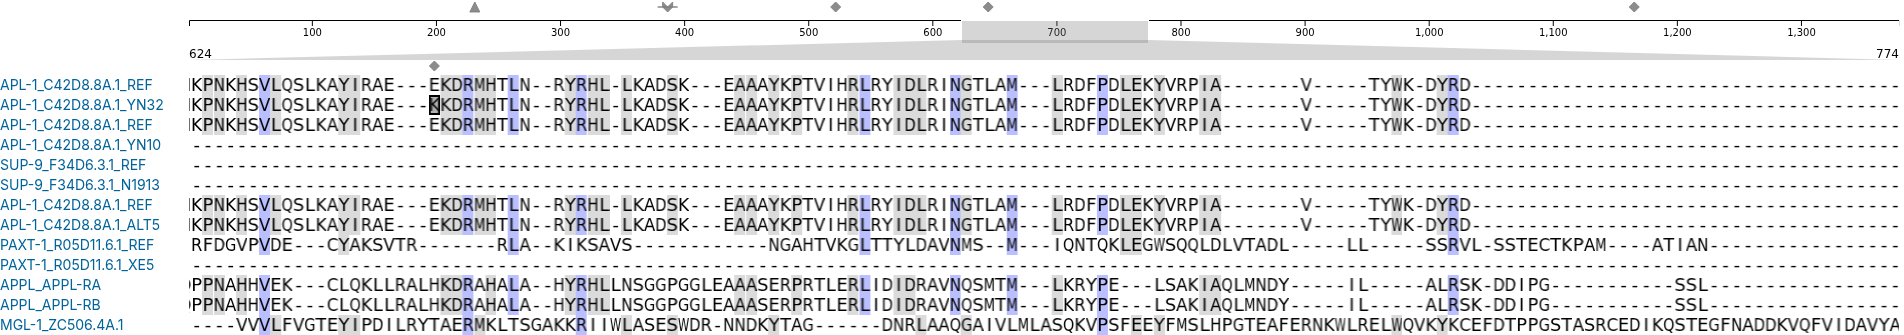 100 200 300 400 500 600 700 800 900 1,000 1,100 1,200 1,300
624 774
APL-1_C42D8.8A.1_REF KPNKHSVLQSLKAYIRAE---EKDRMHTLN--RYRHL-LKADSK---EAAAYKPTVIHRLRYIDLRINGTLAM---LRDFPDLEKYVRPIA-------V-----TYWK-DYRD-------------------------------------
APL-1_C42D8.8A.1_YN32 KPNKHSVLQSLKAYIRAE---KKDRMHTLN--RYRHL-LKADSK---EAAAYKPTVIHRLRYIDLRINGTLAM---LRDFPDLEKYVRPIA-------V-----TYWK-DYRD-------------------------------------
APL-1_C42D8.8A.1_REF KPNKHSVLQSLKAYIRAE---EKDRMHTLN--RYRHL-LKADSK---EAAAYKPTVIHRLRYIDLRINGTLAM---LRDFPDLEKYVRPIA-------V-----TYWK-DYRD-------------------------------------
APL-1_C42D8.8A.1_YN10 ------------------------------------------------------------------------------------------------------------------------------------------------------
SUP-9_F34D6.3.1_REF ------------------------------------------------------------------------------------------------------------------------------------------------------
SUP-9_F34D6.3.1_N1913 ------------------------------------------------------------------------------------------------------------------------------------------------------
APL-1_C42D8.8A.1_REF KPNKHSVLQSLKAYIRAE---EKDRMHTLN--RYRHL-LKADSK---EAAAYKPTVIHRLRYIDLRINGTLAM---LRDFPDLEKYVRPIA-------V-----TYWK-DYRD-------------------------------------
APL-1_C42D8.8A.1_ALT5 KPNKHSVLQSLKAYIRAE---EKDRMHTLN--RYRHL-LKADSK---EAAAYKPTVIHRLRYIDLRINGTLAM---LRDFPDLEKYVRPIA-------V-----TYWK-DYRD-------------------------------------
PAXT-1_R05D11.6.1_REF RFDGVPVDE---CYAKSVTR-------RLA--KIKSAVS------------NGAHTVKGLTTYLDAVNMS--M---IQNTQKLEGWSQQLDLVTADL-----LL-----SSRVL-SSTECTKPAM----ATIAN----------------
PAXT-1_R05D11.6.1_XE5 ------------------------------------------------------------------------------------------------------------------------------------------------------
APPL_APPL-RA PPNAHHVEK---CLQKLLRALHKDRAHALA--HYRHLLNSGGPGGLEAAASERPRTLERLIDIDRAVNQSMTM---LKRYPE---LSAKIAQLMNDY-----IL-----ALRSK-DDIPG-----------SSL----------------
APPL_APPL-RB PPNAHHVEK---CLQKLLRALHKDRAHALA--HYRHLLNSGGPGGLEAAASERPRTLERLIDIDRAVNQSMTM---LKRYPE---LSAKIAQLMNDY-----IL-----ALRSK-DDIPG-----------SSL----------------
MGL-1_ZC506.4A.1 ----VVVLFVGTEYIPDILRYTAERMKLTSGAKKRIIWLASESWDR-NNDKYTAG------DNRLAAQGAIVLMLASQKVPSFEEYFMSLHPGTEAFERNKWLRELWQVKYKCEFDTPPGSTASRCEDIKQSTEGFNADDKVQFVIDAVYA